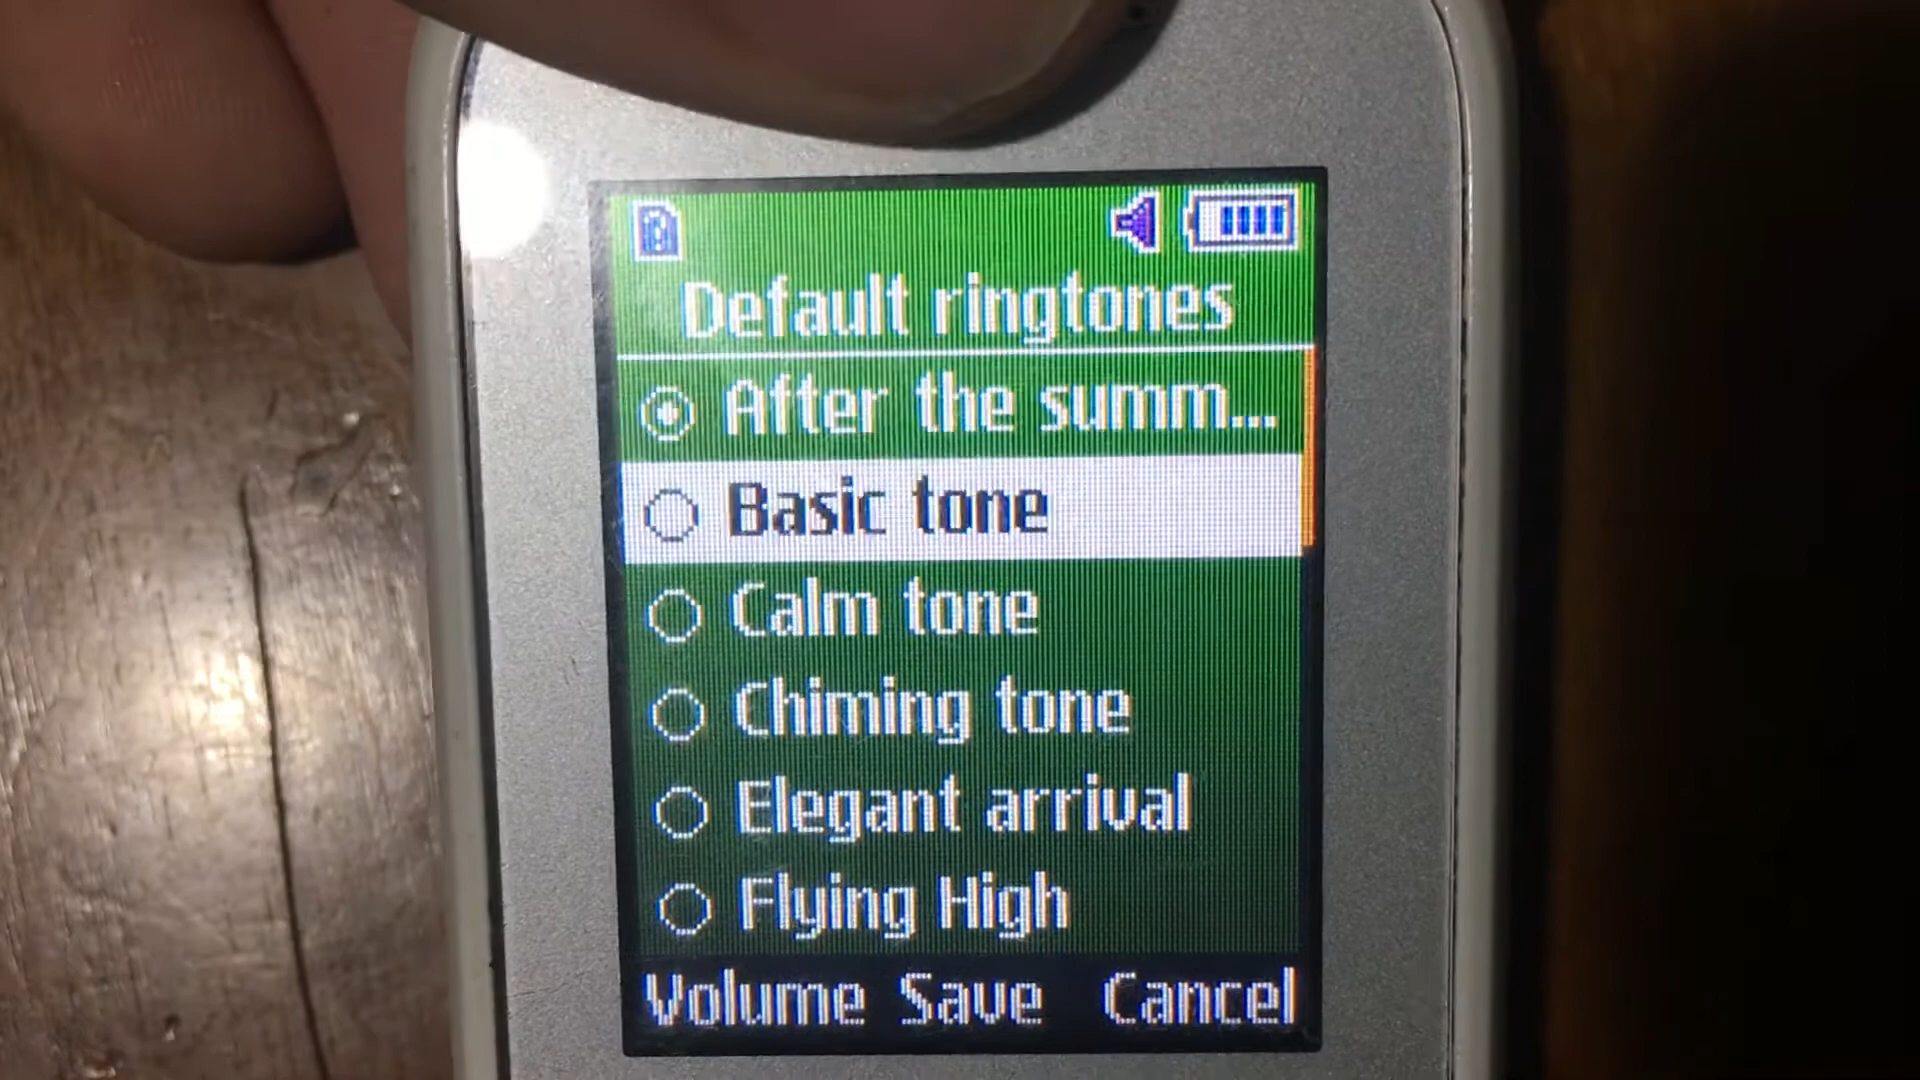 Default ringtones
After the summ...
Basic tone
Calm tone
Chiming tone
Elegant arrival
Flying High
Volume Save Cancel